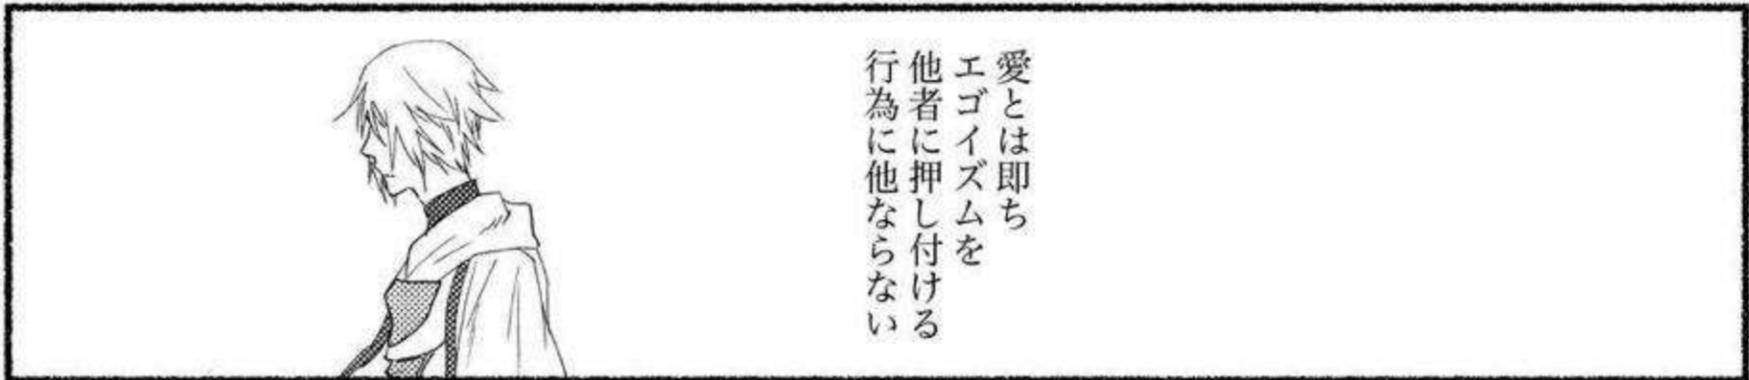 愛とは即ち
エゴイズムを
他者に押し付ける
行為に他ならない